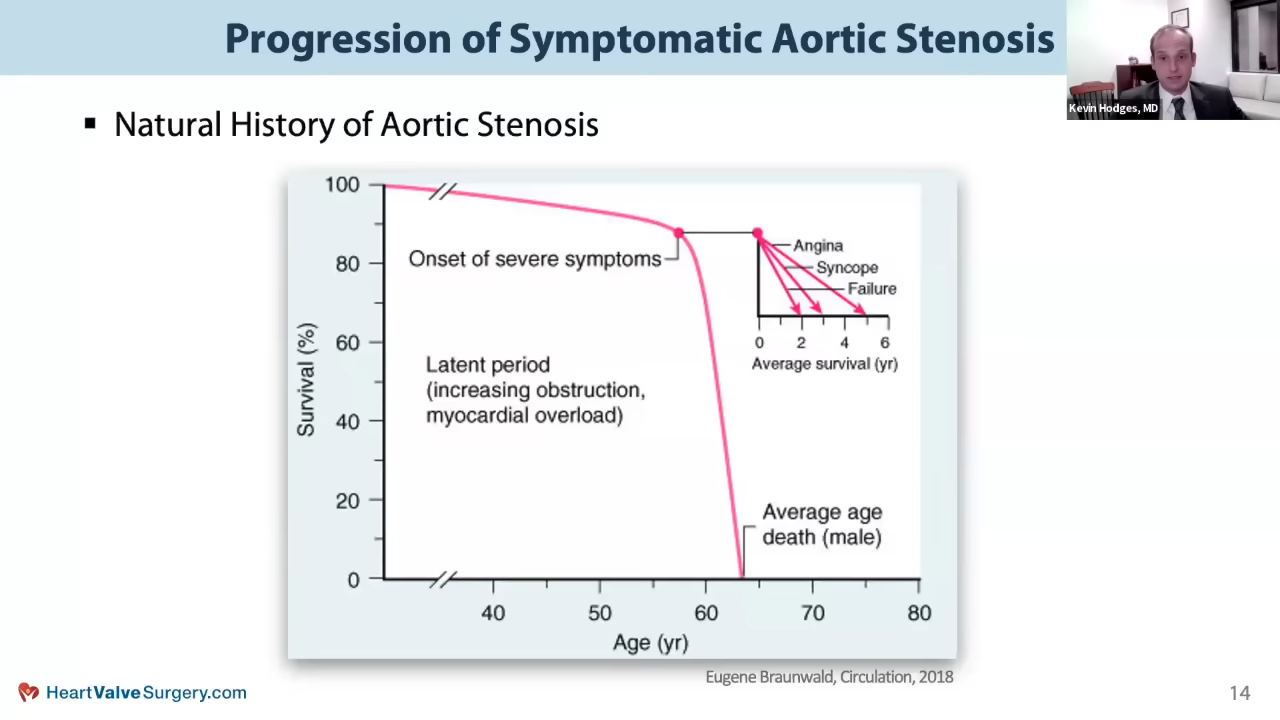 Progression of Symptomatic Aortic Stenosis
Kevin Hodges, MD
▪ Natural History of Aortic Stenosis
100
80
60
40
20
0
Survival (%)
Onset of severe symptoms
Latent period
(increasing obstruction,
myocardial overload)
Angina
Syncope
Failure
0 2 4 6
Average survival (yr)
Average age
death (male)
40 50 60 70 80
Age (yr)
Eugene Braunwald, Circulation, 2018
HeartValveSurgery.com
14